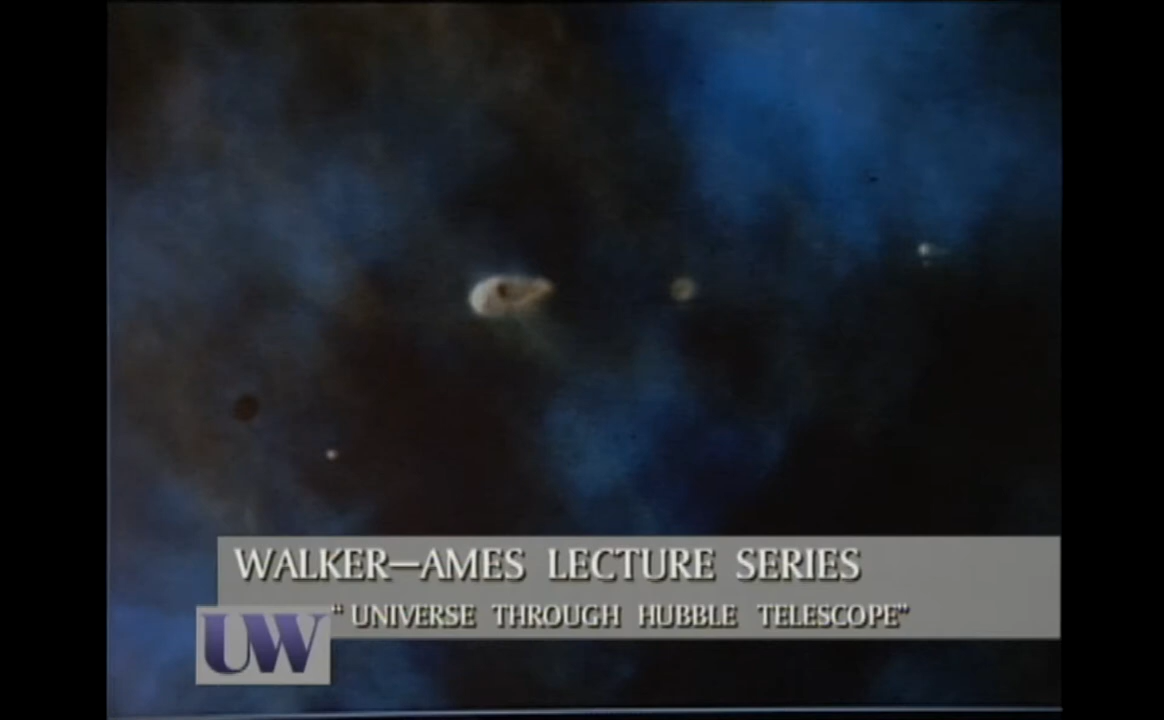 WALKER—AMES LECTURE SERIES
" UNIVERSE THROUGH HUBBLE TELESCOPE"
UW